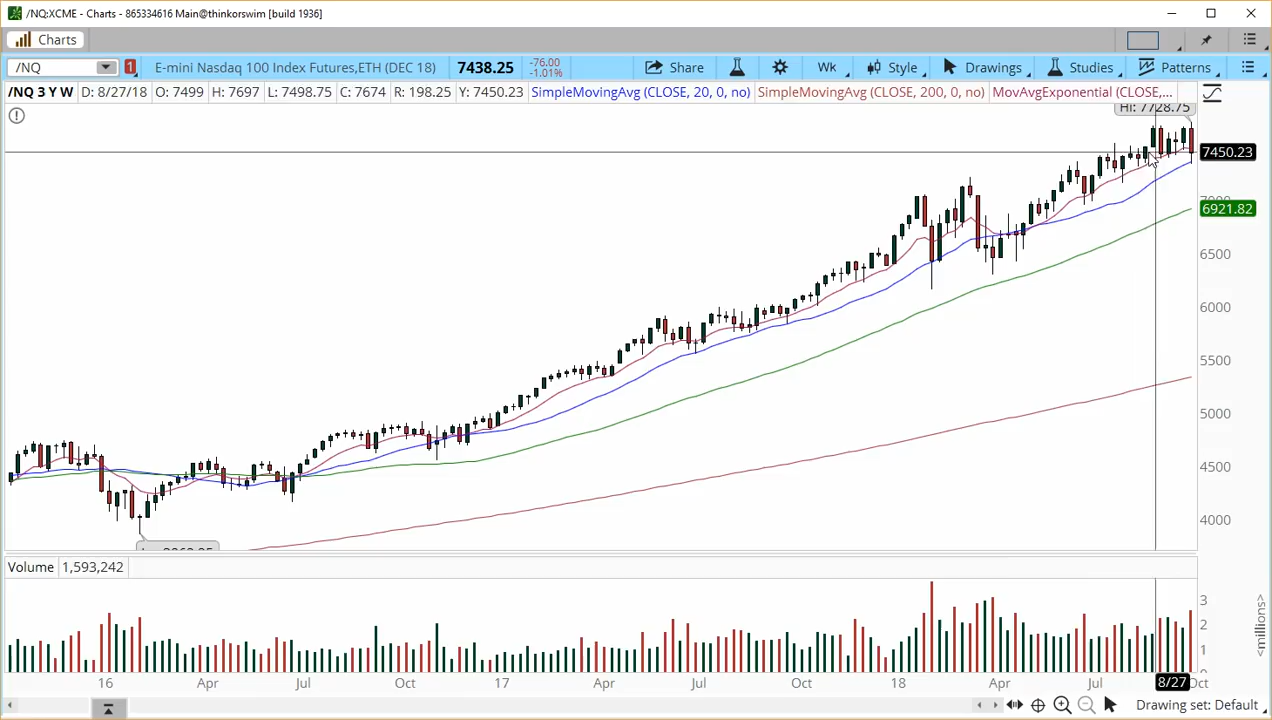 /NQ:XCME - Charts - 865334616 Main@thinkorswim [build 1936]
Charts
/NQ 1 E-mini Nasdaq 100 Index Futures,ETH (DEC 18) 7438.25 -76.00 -1.01% Share Wk Style Drawings Studies Patterns
/NQ 3 Y W D: 8/27/18 O: 7499 H: 7697 L: 7498.75 C: 7674 R: 198.25 Y: 7450.23 SimpleMovingAvg (CLOSE, 20, 0, no) SimpleMovingAvg (CLOSE, 200, 0, no) MovAvgExponential (CLOSE,...
Hi: 7728.75
7450.23
7000
6921.82
6500
6000
5500
5000
4500
4000
Volume 1,593,242
3
2
1
0
<millions>
16 Apr Jul Oct 17 Apr Jul Oct 18 Apr Jul 8/27 Oct
Drawing set: Default